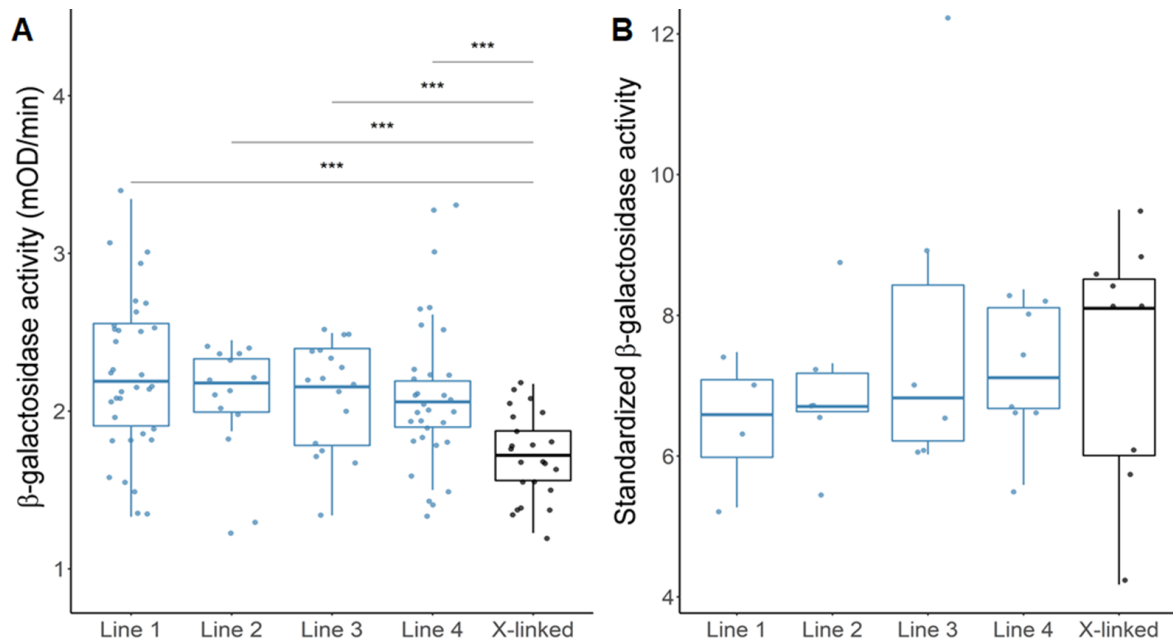 A
β-galactosidase activity (mOD/min)
4
3
2
1
***
***
***
***
Line 1 Line 2 Line 3 Line 4 X-linked
B
Standardized β-galactosidase activity
12
10
8
6
4
Line 1 Line 2 Line 3 Line 4 X-linked